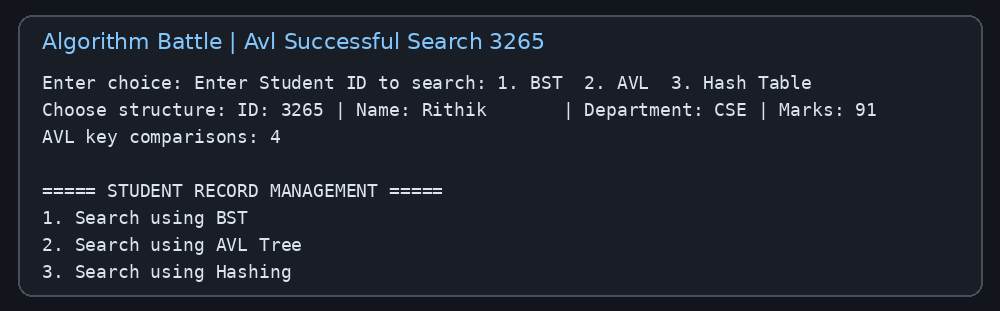 Algorithm Battle | Avl Successful Search 3265
Enter choice: Enter Student ID to search: 1. BST  2. AVL  3. Hash Table
Choose structure: ID: 3265 | Name: Rithik       | Department: CSE | Marks: 91
AVL key comparisons: 4
===== STUDENT RECORD MANAGEMENT =====
1. Search using BST
2. Search using AVL Tree
3. Search using Hashing